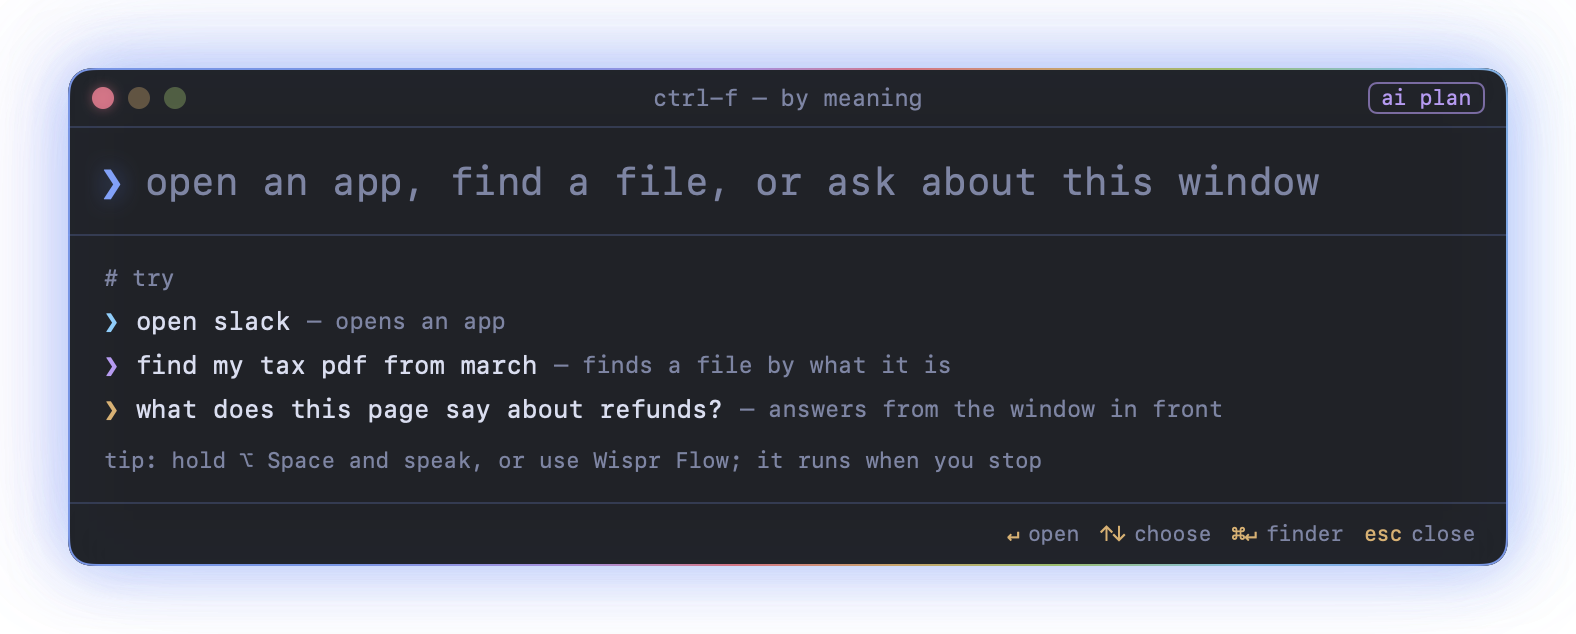 ctrl-f — by meaning
ai plan
❯ open an app, find a file, or ask about this window
# try
❯ open slack — opens an app
❯ find my tax pdf from march — finds a file by what it is
❯ what does this page say about refunds? — answers from the window in front
tip: hold ⌥ Space and speak, or use Wispr Flow; it runs when you stop
↵ open ↑↓ choose ⌘↵ finder esc close